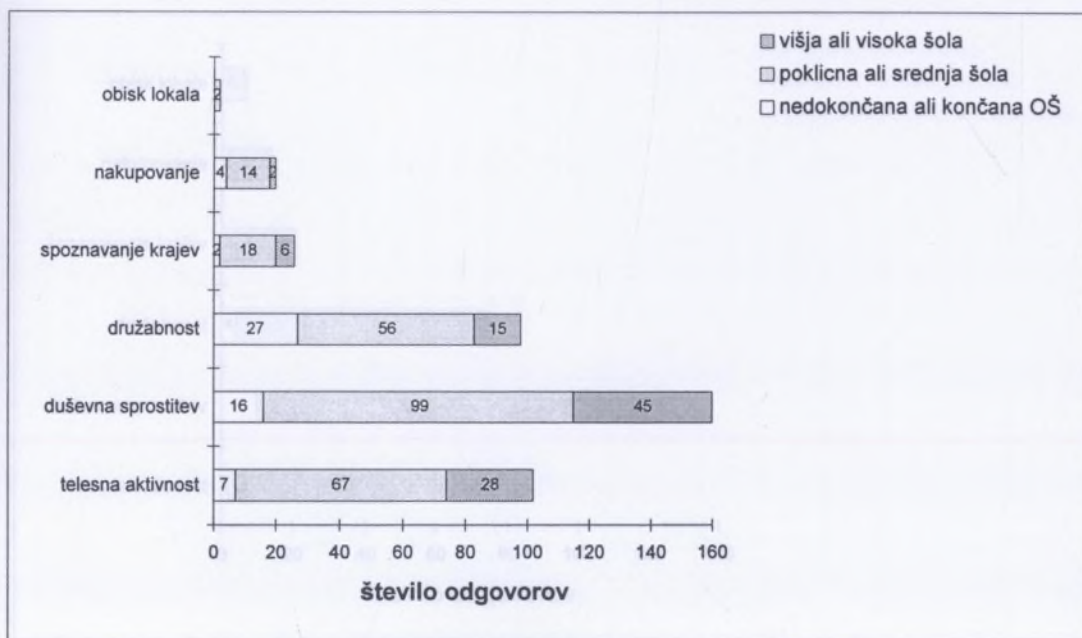 višja ali visoka šola
poklicna ali srednja šola
nedokončana ali končana OŠ
obisk lokala
2
nakupovanje
4 14 2
spoznavanje krajev
2 18 6
družabnost
27 56 15
duševna sprostitev
16 99 45
telesna aktivnost
7 67 28
0 20 40 60 80 100 120 140 160
število odgovorov